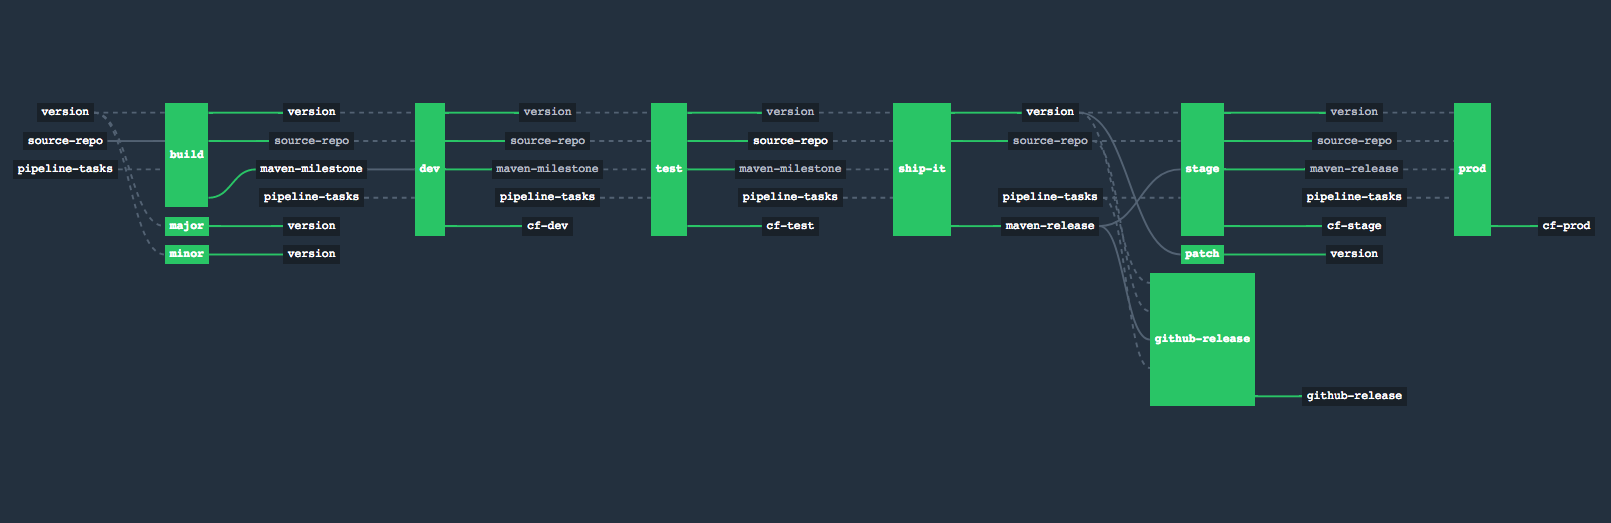 version
source-repo
pipeline-tasks
build
major
minor
version
source-repo
maven-milestone
pipeline-tasks
version
version
dev
version
source-repo
maven-milestone
pipeline-tasks
cf-dev
test
version
source-repo
maven-milestone
pipeline-tasks
cf-test
ship-it
version
source-repo
pipeline-tasks
maven-release
stage
patch
github-release
version
source-repo
maven-release
pipeline-tasks
cf-stage
version
github-release
prod
cf-prod